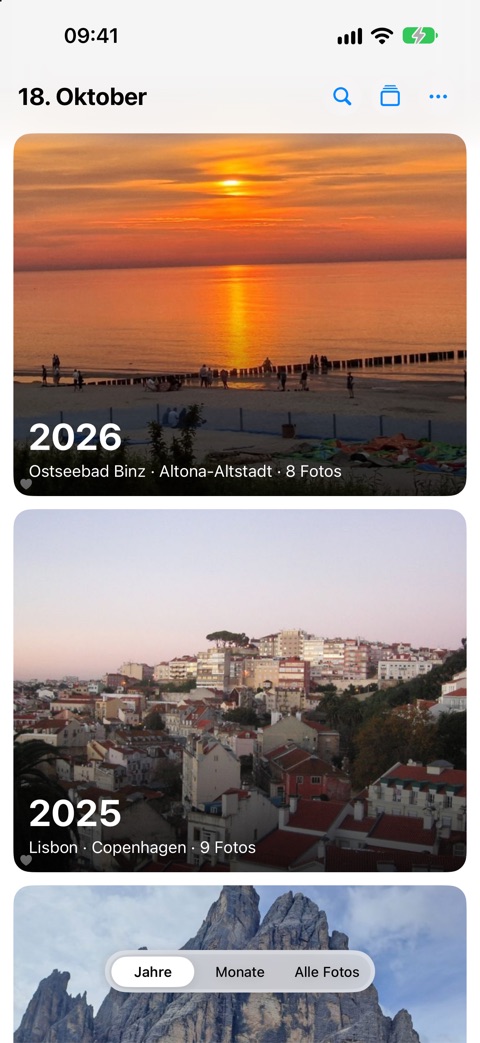 09:41
18. Oktober
2026
Ostseebad Binz · Altona-Altstadt · 8 Fotos
2025
Lisbon · Copenhagen · 9 Fotos
Jahre Monate Alle Fotos